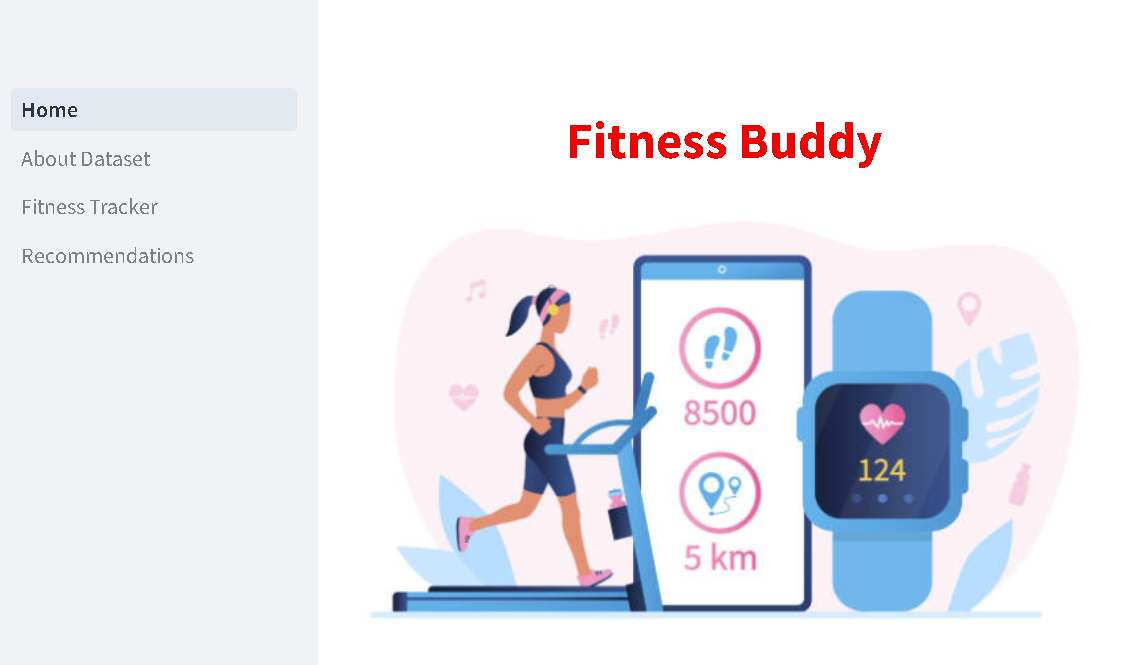 Home
About Dataset
Fitness Tracker
Recommendations
Fitness Buddy
8500
5 km
124